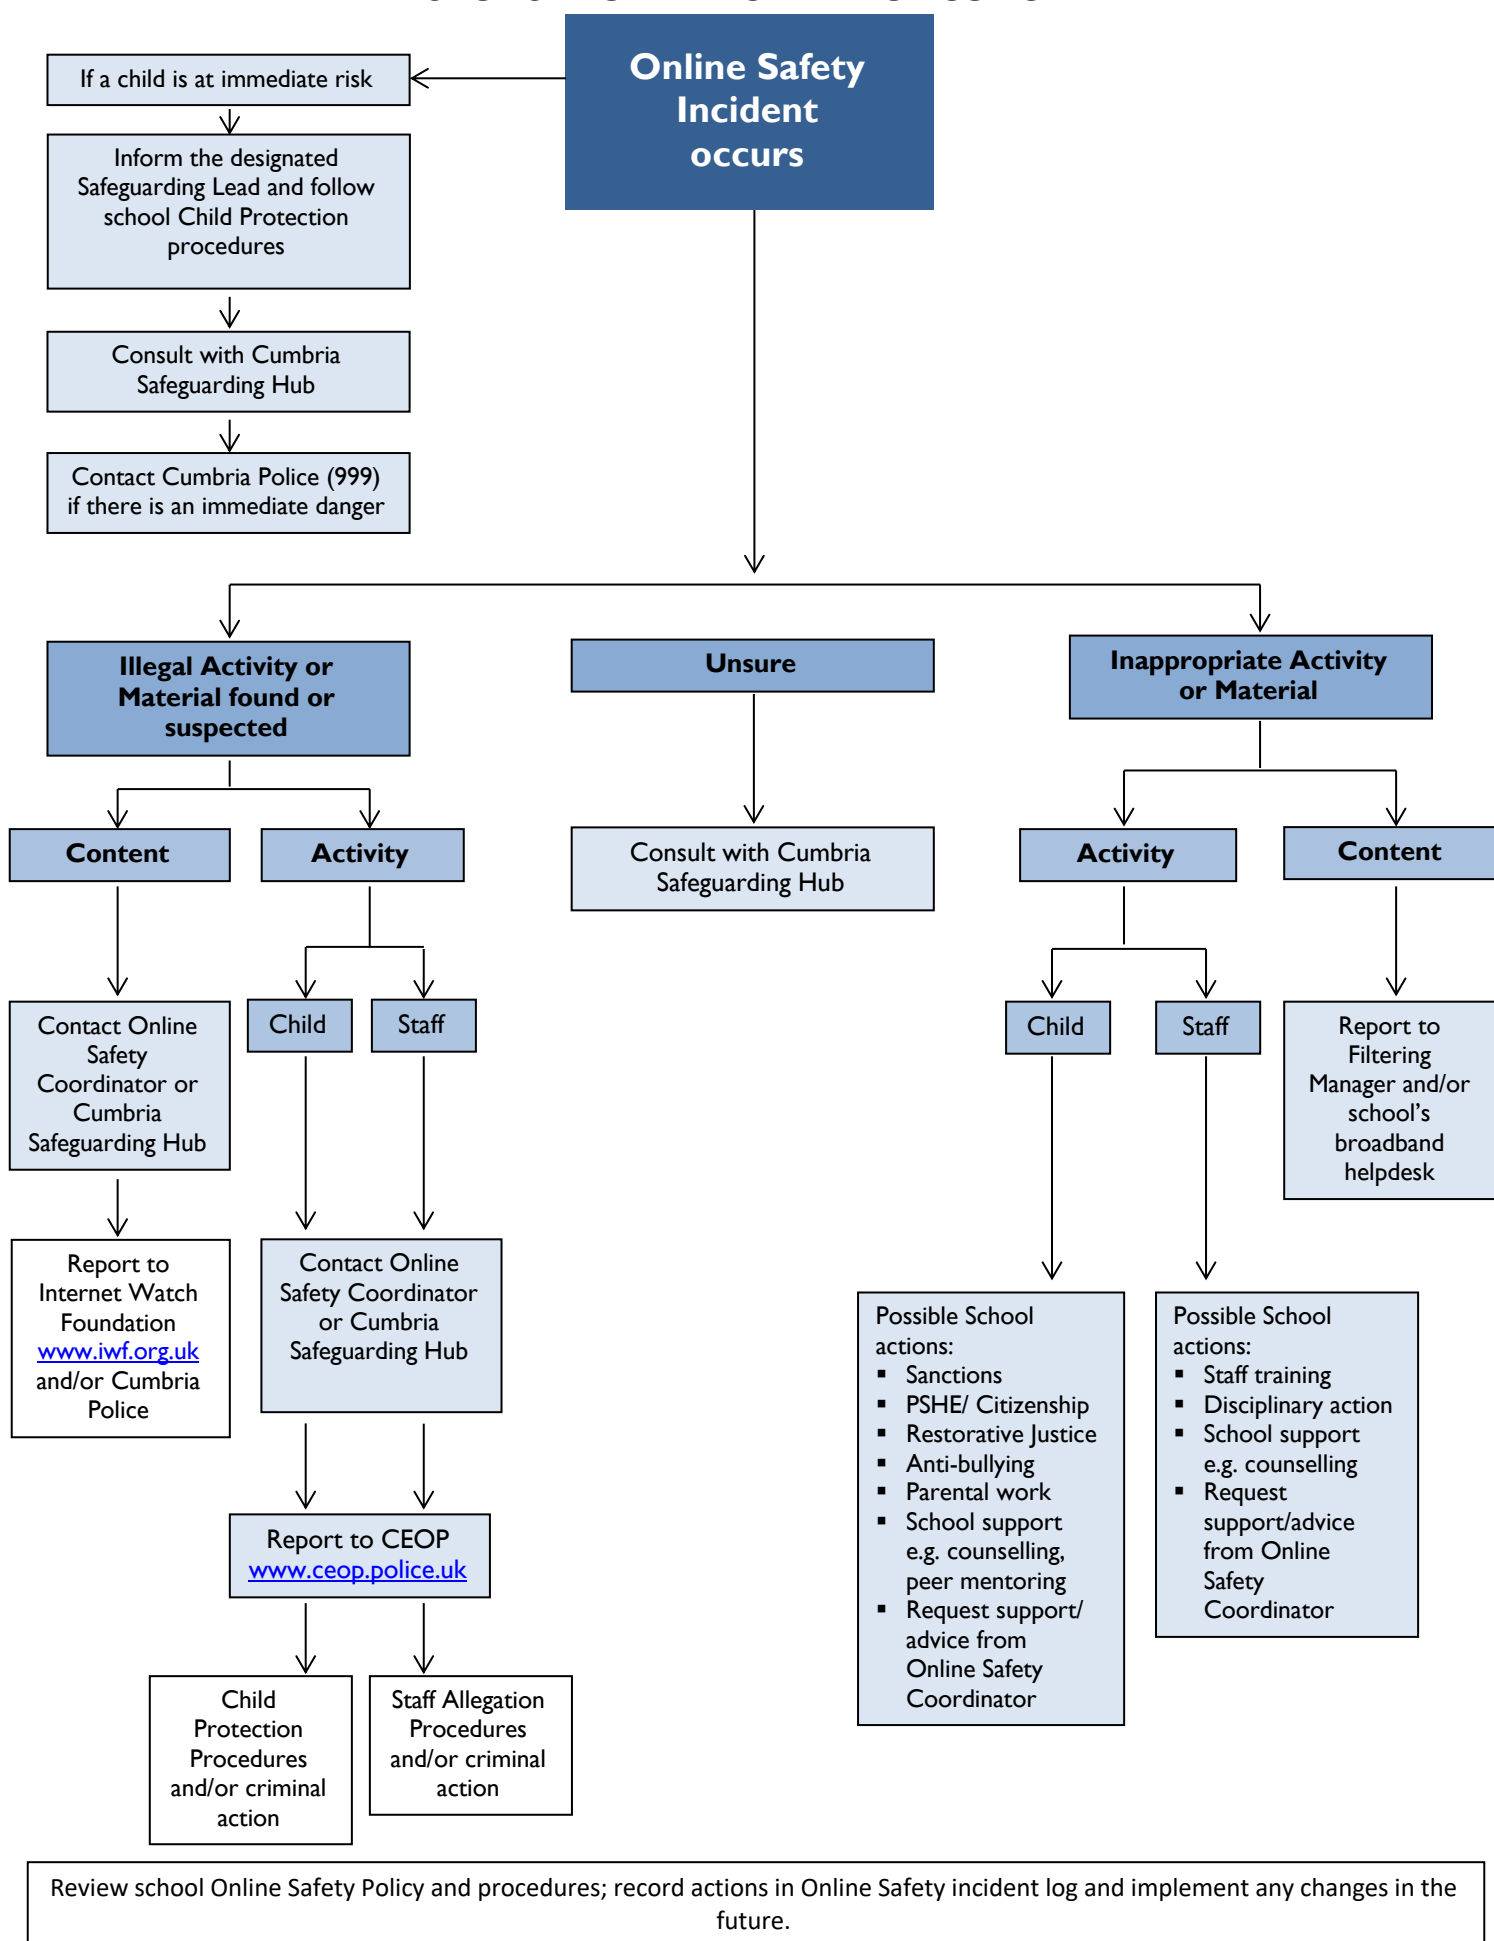 Online Safety
Incident
occurs
If a child is at immediate risk
Inform the designated
Safeguarding Lead and follow
school Child Protection
procedures
Consult with Cumbria
Safeguarding Hub
Contact Cumbria Police (999)
if there is an immediate danger
Illegal Activity or
Material found or
suspected
Unsure
Inappropriate Activity
or Material
Content
Activity
Consult with Cumbria
Safeguarding Hub
Activity
Content
Contact Online
Safety
Coordinator or
Cumbria
Safeguarding Hub
Child
Staff
Child
Staff
Report to
Filtering
Manager and/or
school’s
broadband
helpdesk
Report to
Internet Watch
Foundation
www.iwf.org.uk
and/or Cumbria
Police
Contact Online
Safety Coordinator
or Cumbria
Safeguarding Hub
Report to CEOP
www.ceop.police.uk
Child
Protection
Procedures
and/or criminal
action
Staff Allegation
Procedures
and/or criminal
action
Possible School
actions:
▪ Sanctions
▪ PSHE/ Citizenship
▪ Restorative Justice
▪ Anti-bullying
▪ Parental work
▪ School support
e.g. counselling,
peer mentoring
▪ Request support/
advice from
Online Safety
Coordinator
Possible School
actions:
▪ Staff training
▪ Disciplinary action
▪ School support
e.g. counselling
▪ Request
support/advice
from Online
Safety
Coordinator
Review school Online Safety Policy and procedures; record actions in Online Safety incident log and implement any changes in the
future.